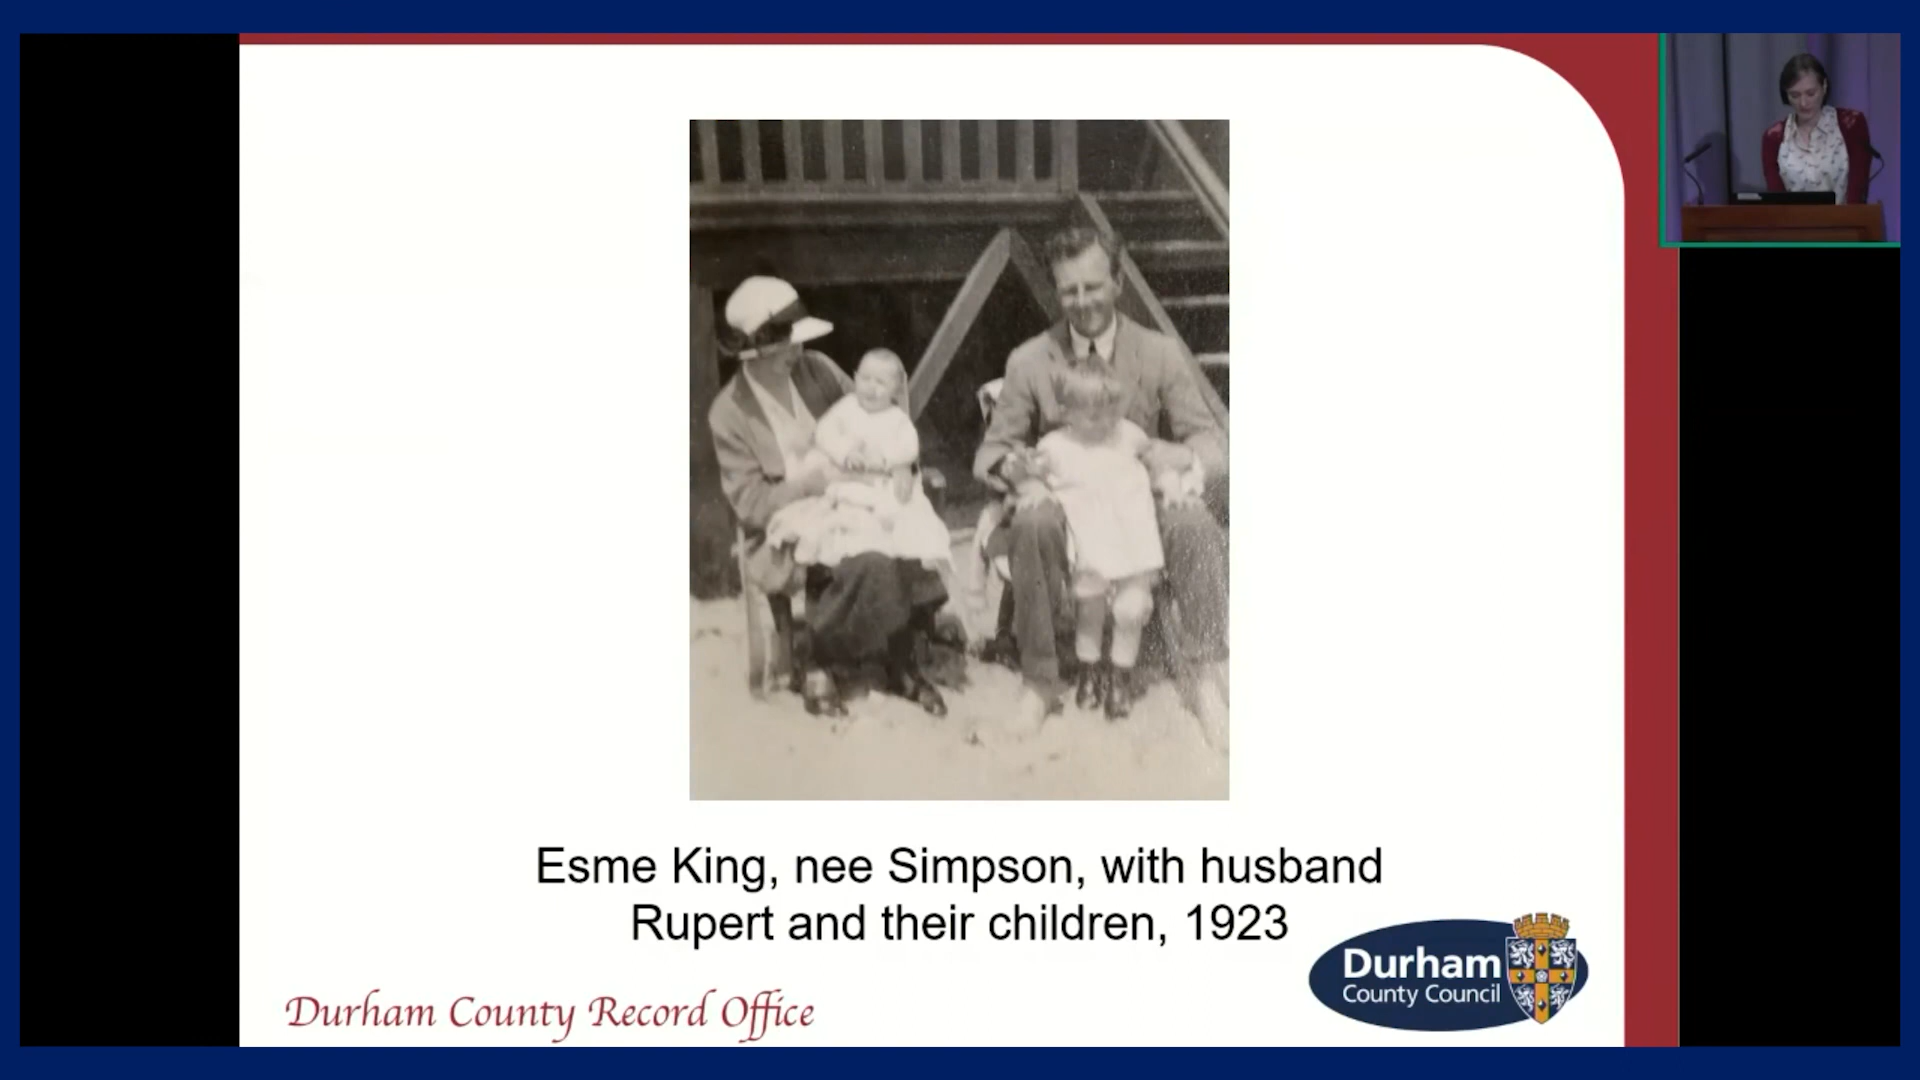 Esme King, nee Simpson, with husband
Rupert and their children, 1923
Durham
County Council
Durham County Record Office